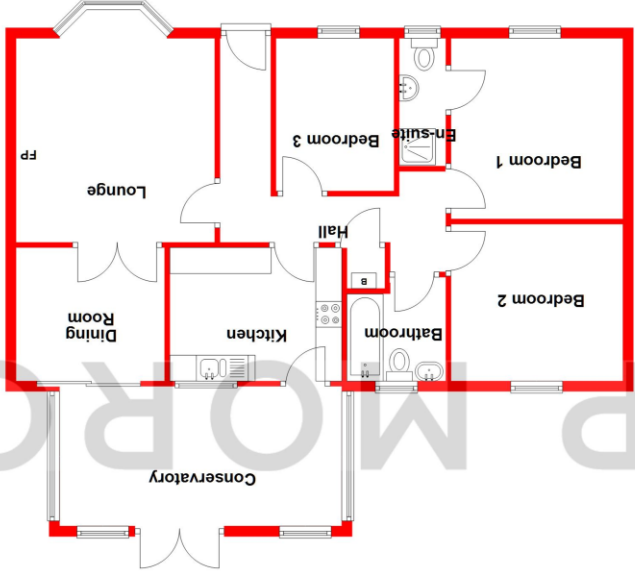 Conservatory
Bedroom 2
Bathroom
Kitchen
Dining
Room
B
Hall
Lounge
Bedroom 1
Bedroom 3
En-suite
FP